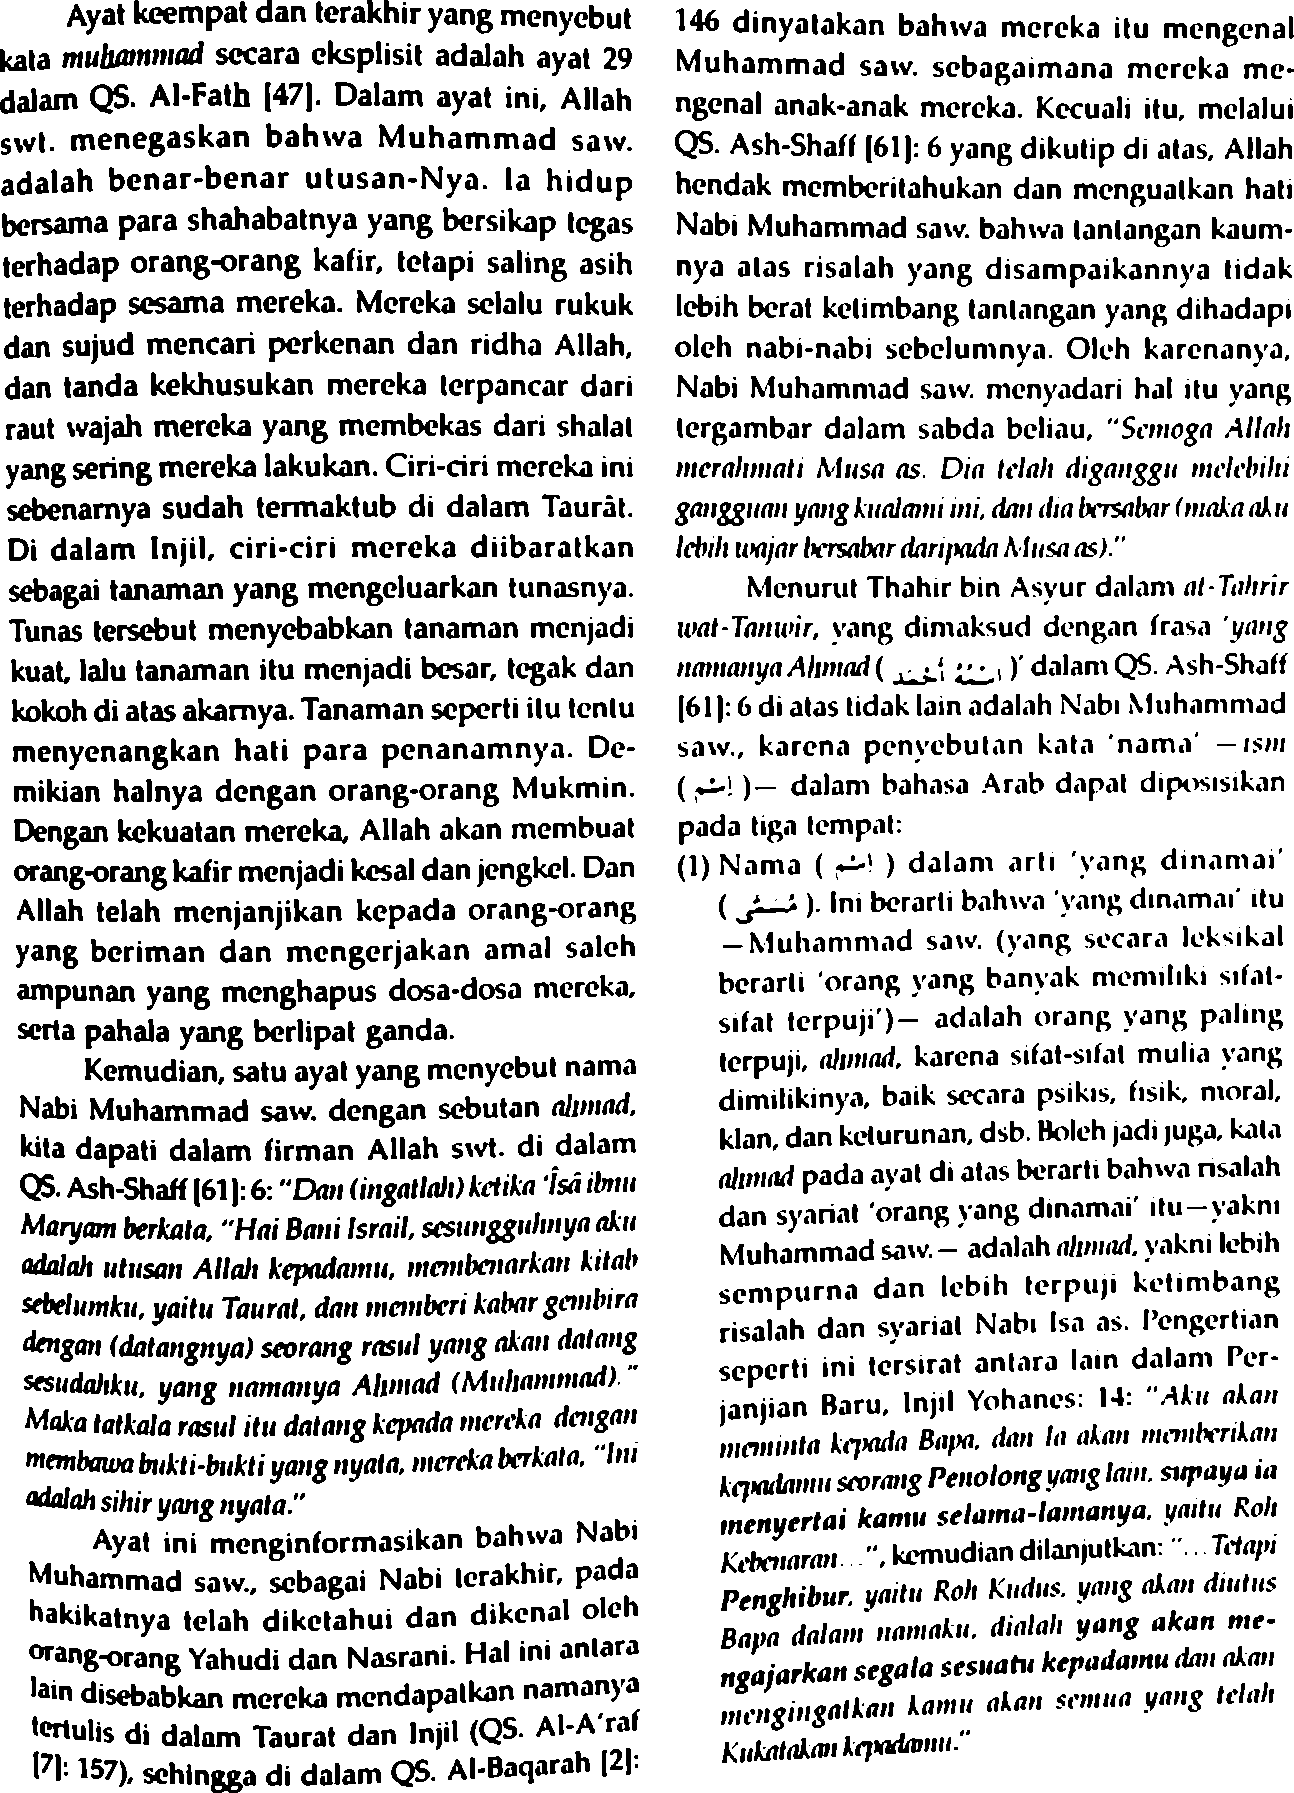 Ayat keempat dan terakhir yang menyebut
kata muhammad secara eksplisit adalah ayat 29
dalam QS. Al-Fath [47]. Dalam ayat ini, Allah
swt. menegaskan bahwa Muhammad saw.
adalah benar-benar utusan-Nya. Ia hidup
bersama para shahabatnya yang bersikap tegas
terhadap orang-orang kafir, tetapi saling asih
terhadap sesama mereka. Mereka selalu rukuk
dan sujud mencari perkenan dan ridha Allah,
dan tanda kekhusukan mereka terpancar dari
raut wajah mereka yang membekas dari shalat
yang sering mereka lakukan. Ciri-ciri mereka ini
sebenarnya sudah termaktub di dalam Taurât.
Di dalam Injil, ciri-ciri mereka diibaratkan
sebagai tanaman yang mengeluarkan tunasnya.
Tunas tersebut menyebabkan tanaman menjadi
kuat, lalu tanaman itu menjadi besar, tegak dan
kokoh di atas akarnya. Tanaman seperti itu tentu
menyenangkan hati para penanamnya. De-
mikian halnya dengan orang-orang Mukmin.
Dengan kekuatan mereka, Allah akan membuat
orang-orang kafir menjadi kesal dan jengkel. Dan
Allah telah menjanjikan kepada orang-orang
yang beriman dan mengerjakan amal saleh
ampunan yang menghapus dosa-dosa mereka,
serta pahala yang berlipat ganda.
Kemudian, satu ayat yang menyebut nama
Nabi Muhammad saw. dengan sebutan ahmad,
kita dapati dalam firman Allah swt. di dalam
QS. Ash-Shaff [61]: 6: "Dan (ingatlah) ketika 'Îsâ ibnu
Maryam berkata, "Hai Bani Israil, sesungguhnya aku
adalah utusan Allah kepadamu, membenarkan kitab
sebelumku, yaitu Taurat, dan memberi kabar gembira
dengan (datangnya) seorang rasul yang akan datang
sesudahku, yang namanya Ahmad (Muhammad)."
Maka tatkala rasul itu datang kepada mereka dengan
membawa bukti-bukti yang nyata, mereka berkata, "Ini
adalah sihir yang nyata."
Ayat ini menginformasikan bahwa Nabi
Muhammad saw., sebagai Nabi terakhir, pada
hakikatnya telah diketahui dan dikenal oleh
orang-orang Yahudi dan Nasrani. Hal ini antara
lain disebabkan mereka mendapatkan namanya
tertulis di dalam Taurat dan Injil (QS. Al-A'raf
[7]: 157), sehingga di dalam QS. Al-Baqarah [2]:
146 dinyatakan bahwa mereka itu mengenal
Muhammad saw. sebagaimana mereka me-
ngenal anak-anak mereka. Kecuali itu, melalui
QS. Ash-Shaff [61]: 6 yang dikutip di atas, Allah
hendak memberitahukan dan menguatkan hati
Nabi Muhammad saw. bahwa tantangan kaum-
nya atas risalah yang disampaikannya tidak
lebih berat ketimbang tantangan yang dihadapi
oleh nabi-nabi sebelumnya. Oleh karenanya,
Nabi Muhammad saw. menyadari hal itu yang
tergambar dalam sabda beliau, "Semoga Allah
merahmati Musa as. Dia telah diganggu melebihi
gangguan yang kualami ini, dan dia bersabar (maka aku
lebih wajar bersabar daripada Musa as)."
Menurut Thahir bin Asyur dalam at-Tahrir
wat-Tanwir, yang dimaksud dengan frasa 'yang
namanya Ahmad ( اسْمُهُ أَحْمَد )' dalam QS. Ash-Shaff
[61]: 6 di atas tidak lain adalah Nabi Muhammad
saw., karena penyebutan kata 'nama' —ism
( اِسْم )— dalam bahasa Arab dapat diposisikan
pada tiga tempat:
(1) Nama ( اِسْم ) dalam arti 'yang dinamai'
( مُسَمَّى ). Ini berarti bahwa 'yang dinamai' itu
—Muhammad saw. (yang secara leksikal
berarti 'orang yang banyak memiliki sifat-
sifat terpuji')— adalah orang yang paling
terpuji, ahmad, karena sifat-sifat mulia yang
dimilikinya, baik secara psikis, fisik, moral,
klan, dan keturunan, dsb. Boleh jadi juga, kata
ahmad pada ayat di atas berarti bahwa risalah
dan syariat 'orang yang dinamai' itu—yakni
Muhammad saw.— adalah ahmad, yakni lebih
sempurna dan lebih terpuji ketimbang
risalah dan syariat Nabi Isa as. Pengertian
seperti ini tersirat antara lain dalam Per-
janjian Baru, Injil Yohanes: 14: "Aku akan
meminta kepada Bapa, dan Ia akan memberikan
kepadamu seorang Penolong yang lain, supaya ia
menyertai kamu selama-lamanya, yaitu Roh
Kebenaran...", kemudian dilanjutkan: "... Tetapi
Penghibur, yaitu Roh Kudus, yang akan diutus
Bapa dalam namaku, dialah yang akan me-
ngajarkan segala sesuatu kepadamu dan akan
mengingatkan kamu akan semua yang telah
Kukatakan kepadamu."